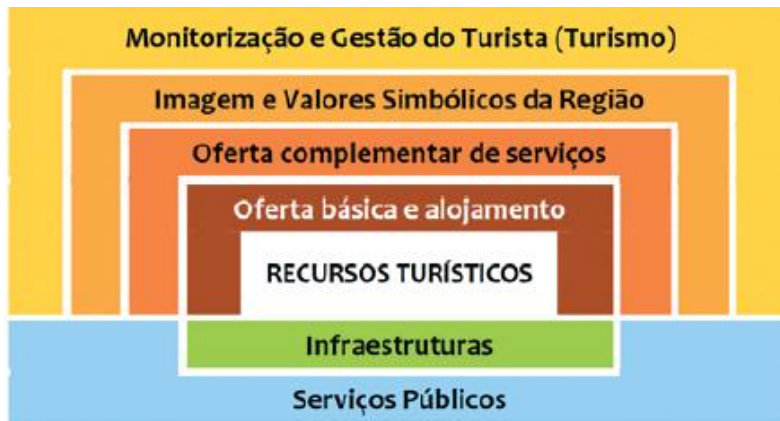 Monitorização e Gestão do Turista (Turismo)
Imagem e Valores Simbólicos da Região
Oferta complementar de serviços
Oferta básica e alojamento
RECURSOS TURÍSTICOS
Infraestruturas
Serviços Públicos